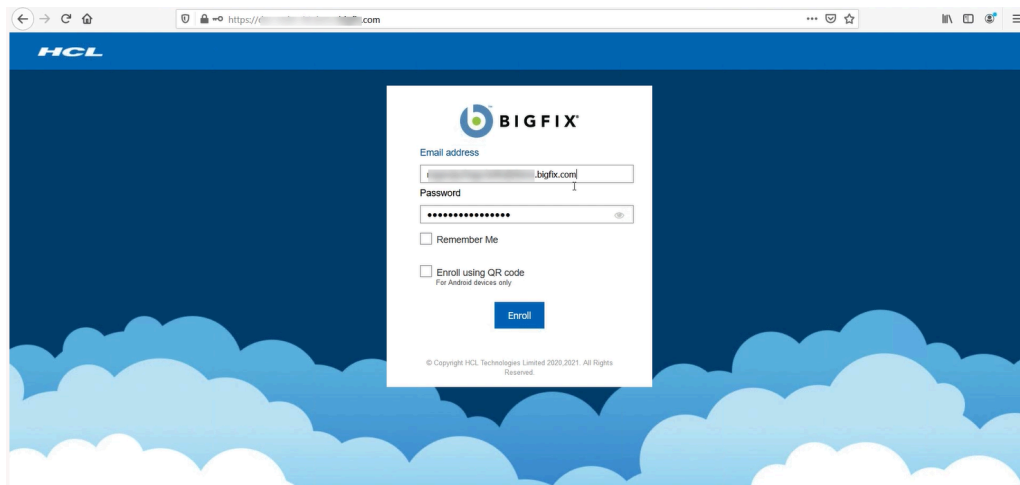 https://
.com
HCL
BIGFIX
Email address
.bigfix.com
Password
Remember Me
Enroll using QR code
For Android devices only
Enroll
© Copyright HCL Technologies Limited 2020,2021. All Rights
Reserved.